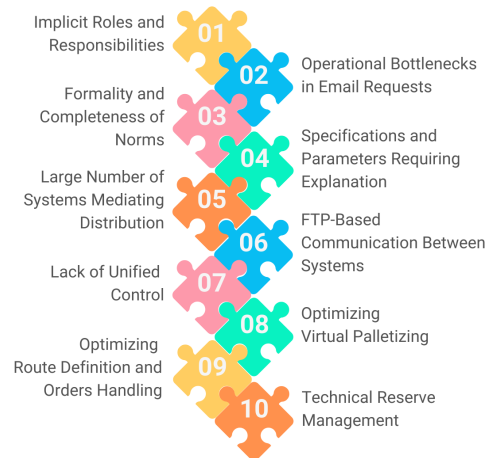 Implicit Roles and
Responsibilities
01
02
Operational Bottlenecks
in Email Requests
Formality and
Completeness of
Norms
03
04
Specifications and
Parameters Requiring
Explanation
Large Number of
Systems Mediating
Distribution
05
06
FTP-Based
Communication Between
Systems
Lack of Unified
Control
07
08
Optimizing
Virtual Palletizing
Optimizing
Route Definition and
Orders Handling
09
10
Technical Reserve
Management